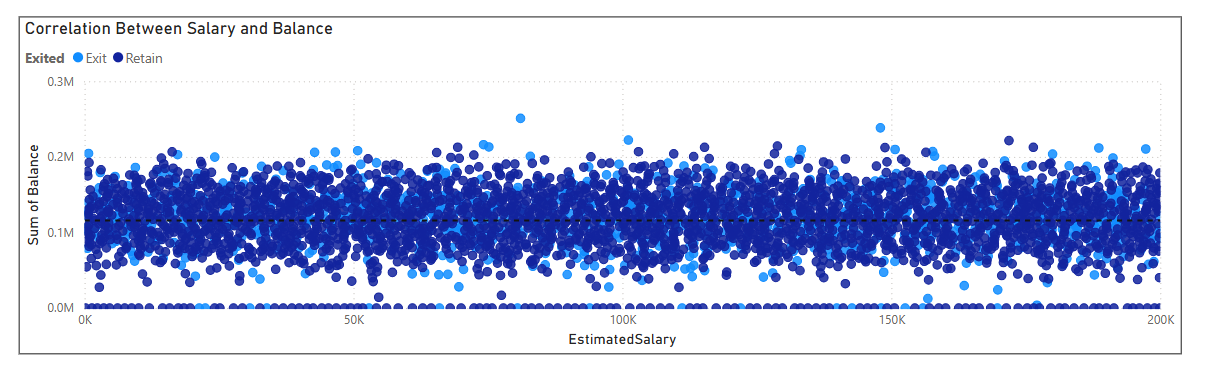 Correlation Between Salary and Balance
Exited Exit Retain
0.3M
0.2M
0.1M
0.0M
Sum of Balance
0K 50K 100K 150K 200K
EstimatedSalary